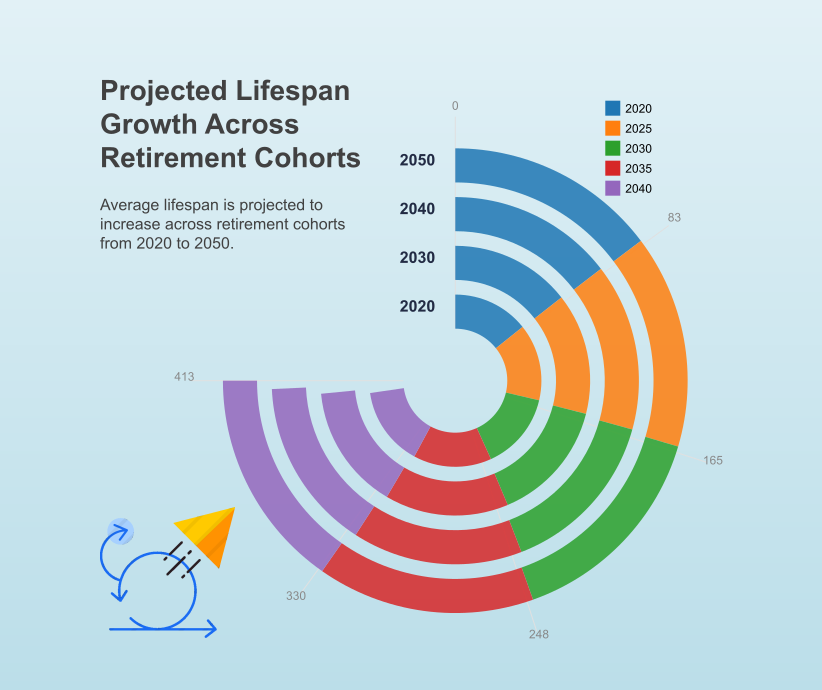 Projected Lifespan
Growth Across
Retirement Cohorts
Average lifespan is projected to
increase across retirement cohorts
from 2020 to 2050.
0
2020
2025
2030
2035
2040
2050
2040
2030
2020
83
165
248
330
413